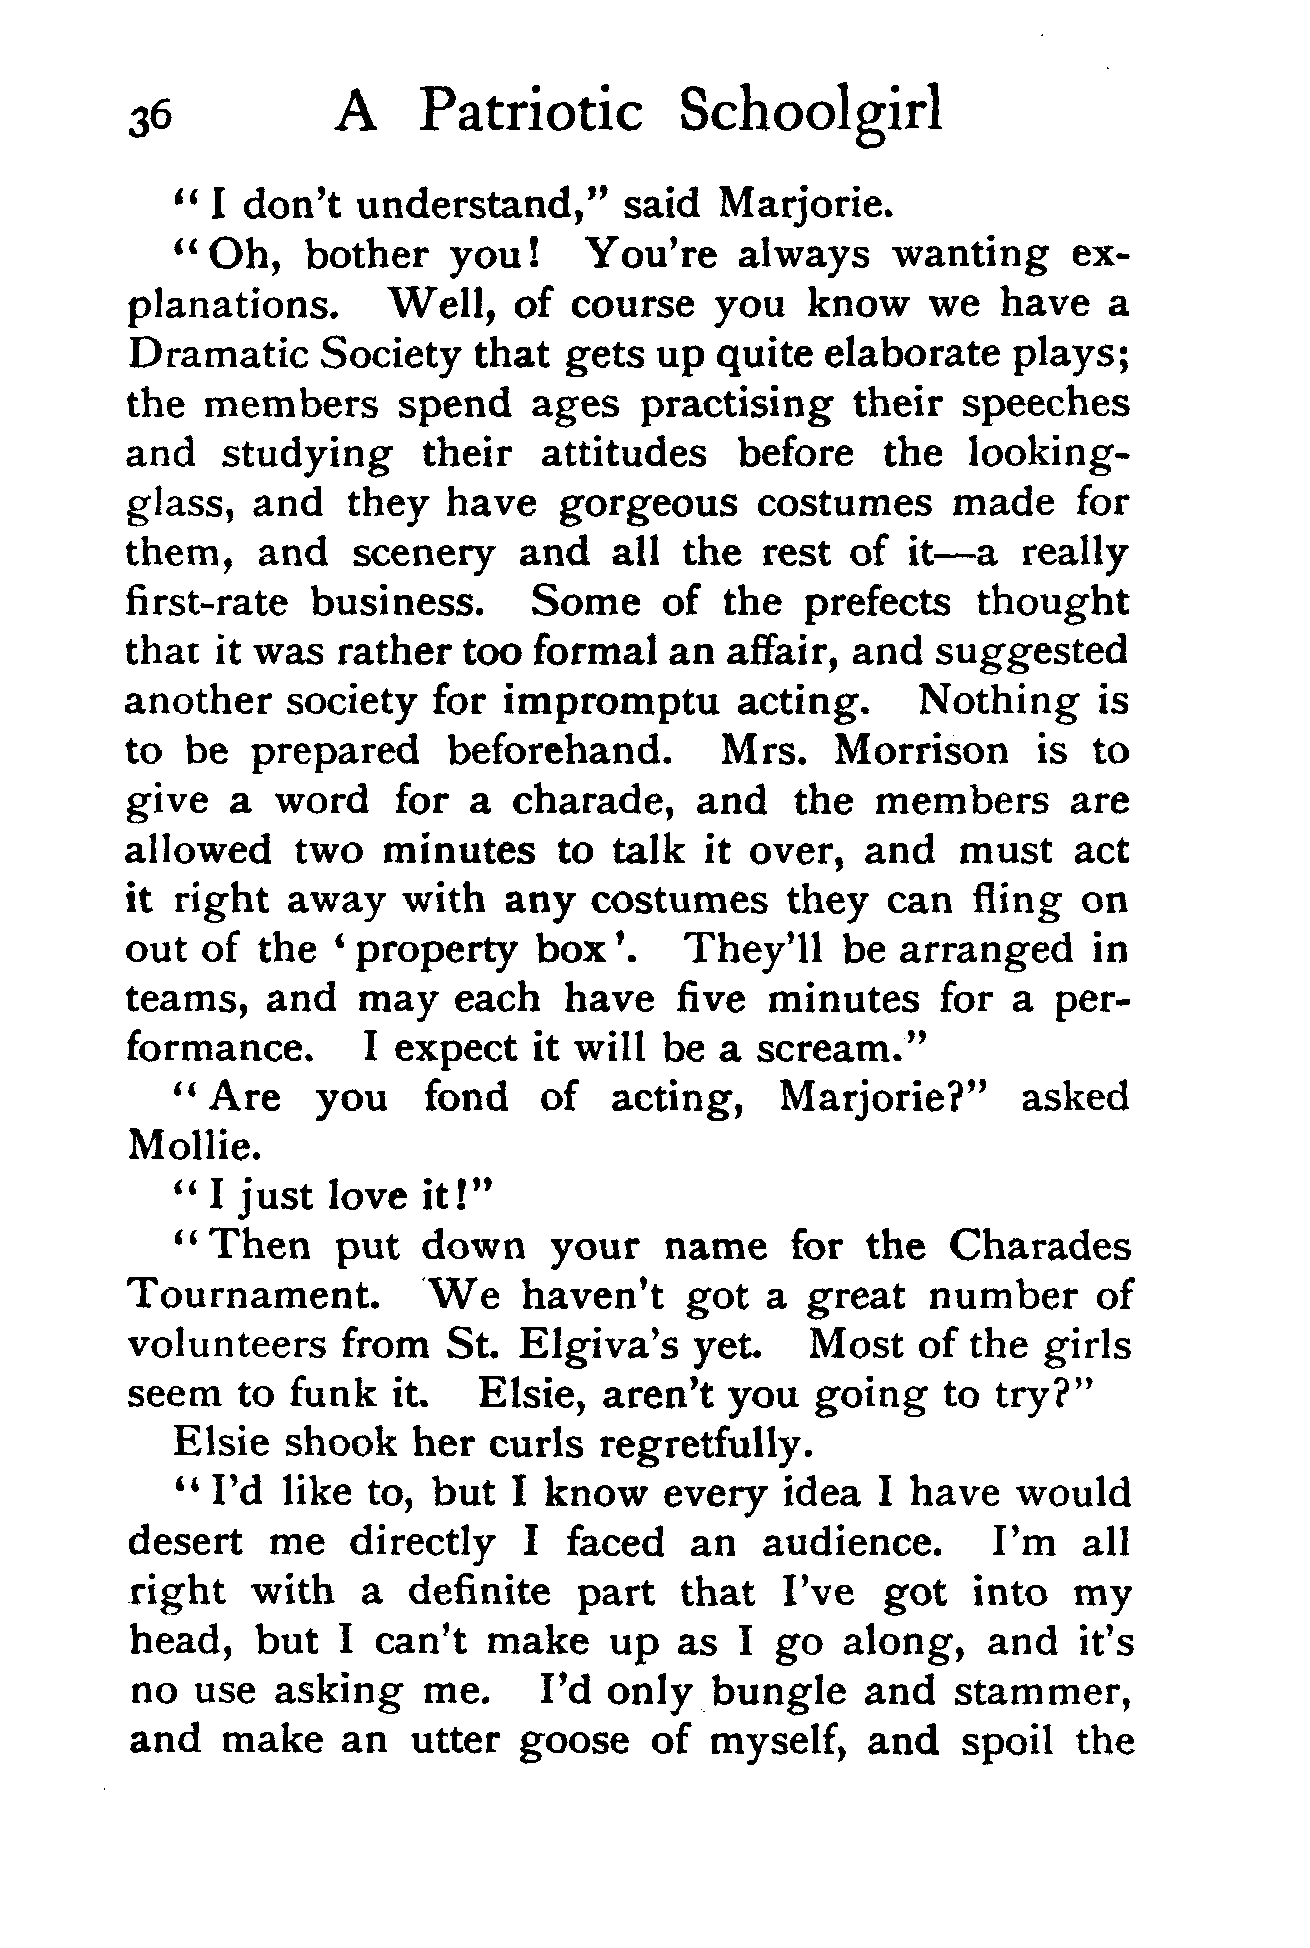 36 A Patriotic Schoolgirl
“I don't understand,” said Marjorie.
“Oh, bother you! You're always wanting ex-
planations. Well, of course you know we have a
Dramatic Society that gets up quite elaborate plays;
the members spend ages practising their speeches
and studying their attitudes before the looking-
glass, and they have gorgeous costumes made for
them, and scenery and all the rest of it—a really
first-rate business. Some of the prefects thought
that it was rather too formal an affair, and suggested
another society for impromptu acting. Nothing is
to be prepared beforehand. Mrs. Morrison is to
give a word for a charade, and the members are
allowed two minutes to talk it over, and must act
it right away with any costumes they can fling on
out of the ‘property box’. They'll be arranged in
teams, and may each have five minutes for a per-
formance. I expect it will be a scream.”
“Are you fond of acting, Marjorie?” asked
Mollie.
“I just love it!”
“Then put down your name for the Charades
Tournament. We haven't got a great number of
volunteers from St. Elgiva's yet. Most of the girls
seem to funk it. Elsie, aren't you going to try?”
Elsie shook her curls regretfully.
“I'd like to, but I know every idea I have would
desert me directly I faced an audience. I'm all
right with a definite part that I've got into my
head, but I can't make up as I go along, and it's
no use asking me. I'd only bungle and stammer,
and make an utter goose of myself, and spoil the